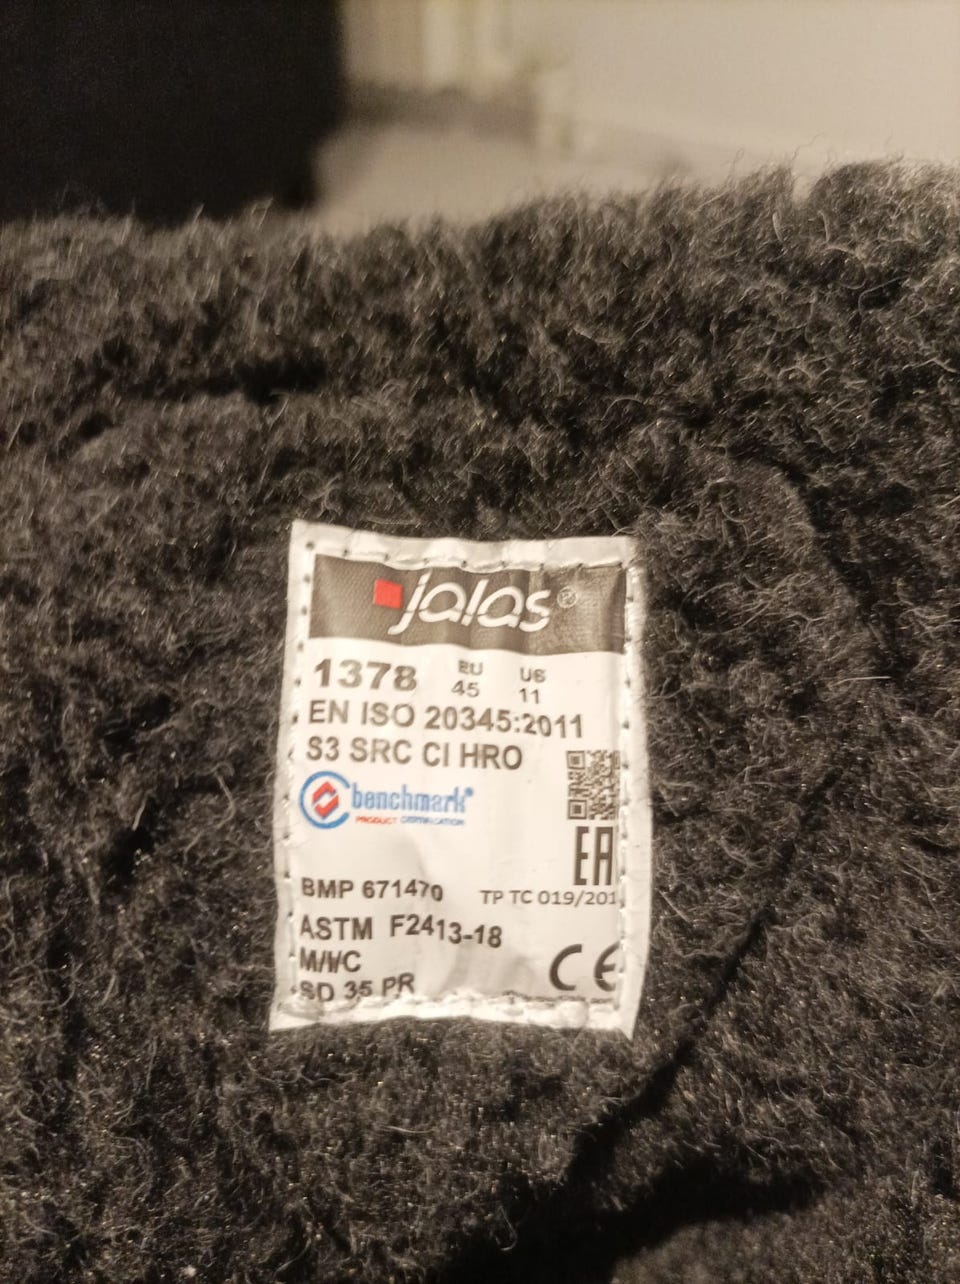 jalas®
1378 EU 45 US 11
EN ISO 20345:2011
S3 SRC CI HRO
benchmark®
PRODUCT CERTIFICATION
EAC
BMP 671470 TP TC 019/201
ASTM F2413-18
M/I/C
SD 35 PR
CE